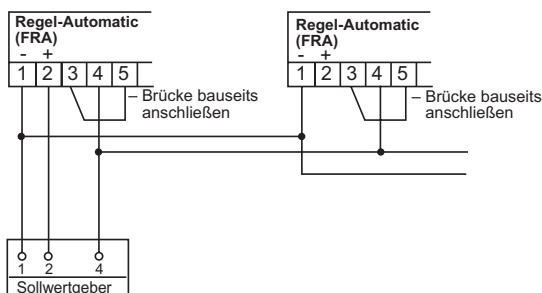 Regel-Automatic
(FRA)
- +
1 2 3 4 5
– Brücke bauseits
anschließen
Regel-Automatic
(FRA)
- +
1 2 3 4 5
– Brücke bauseits
anschließen
1 2 4
Sollwertgeber